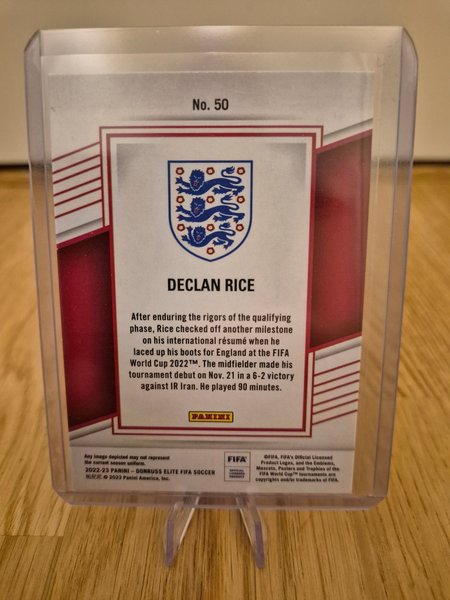 No. 50
DECLAN RICE
After enduring the rigors of the qualifying
phase, Rice checked off another milestone
on his international résumé when he
laced up his boots for England at the FIFA
World Cup 2022™. The midfielder made his
tournament debut on Nov. 21 in a 6-2 victory
against IR Iran. He played 90 minutes.
PANINI
Any image depicted may not represent
the current season uniform.
2022-23 PANINI – DONRUSS ELITE FIFA SOCCER
© 2023 Panini America, Inc.
FIFA
OFFICIAL
LICENSED
PRODUCT
©FIFA, FIFA's Official Licensed
Product Logos, and the Emblems,
Mascots, Posters and Trophies of the
FIFA World Cup™ tournaments are
copyrights and/or trademarks of FIFA.